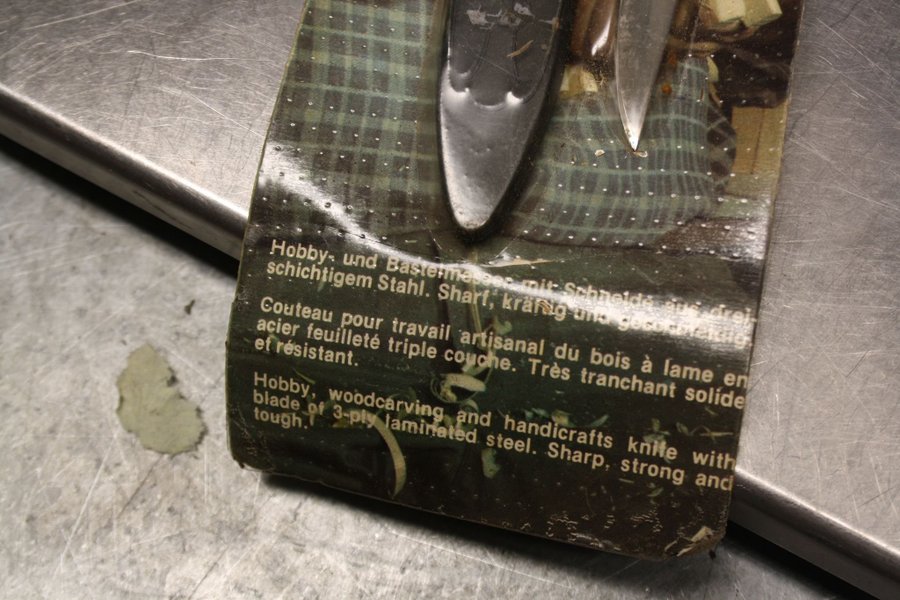 Hobby- und Bastelmesser mit Schneide aus drei-
schichtigem Stahl. Scharf, kräftig und
Couteau pour travail artisanal du bois à lame en
acier feuilleté triple couche. Très tranchant solide
et résistant.
Hobby, woodcarving and handicrafts knife with
blade of 3-ply laminated steel. Sharp, strong and
tough.